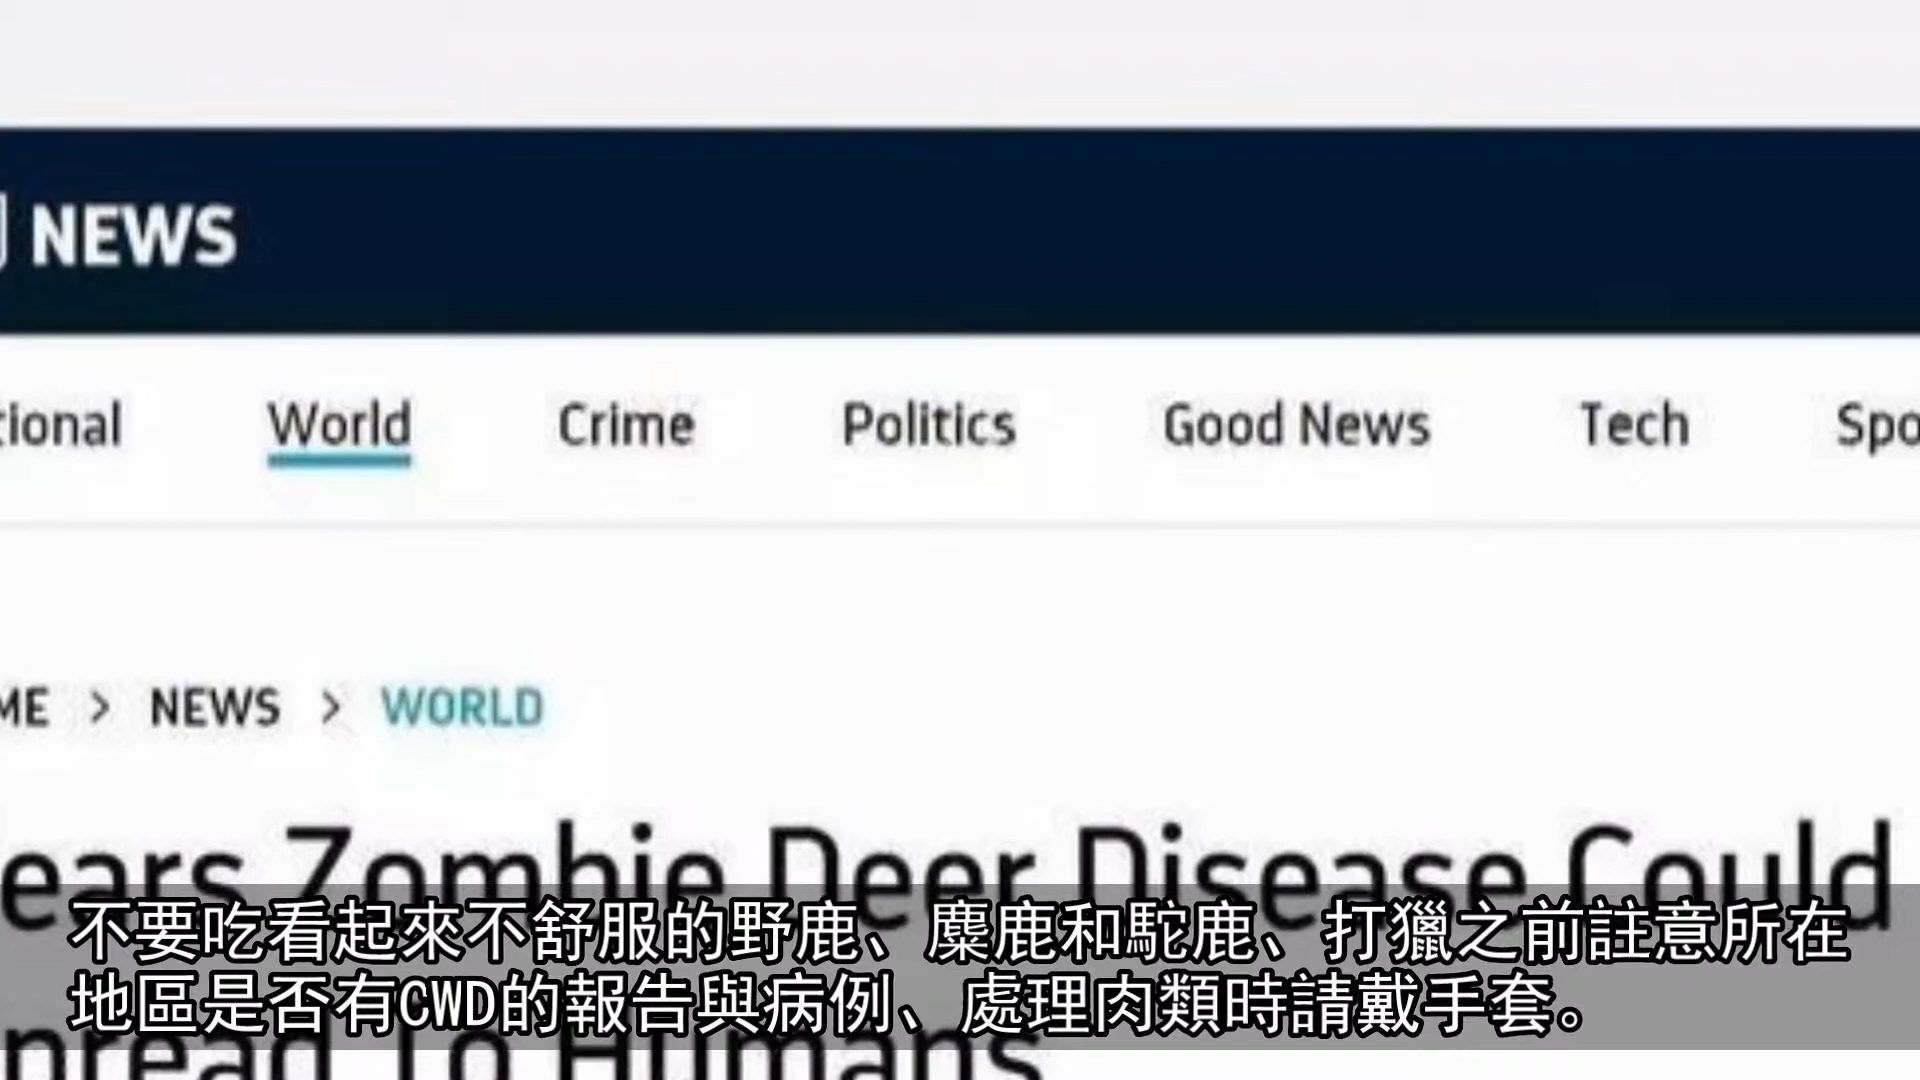 NEWS
tional World Crime Politics Good News Tech Spo
ME > NEWS > WORLD
ears Zombie Deer Disease Could
不要吃看起來不舒服的野鹿、麋鹿和駝鹿、打獵之前註意所在
地區是否有CWD的報告與病例、處理肉類時請戴手套。
pread To Humans